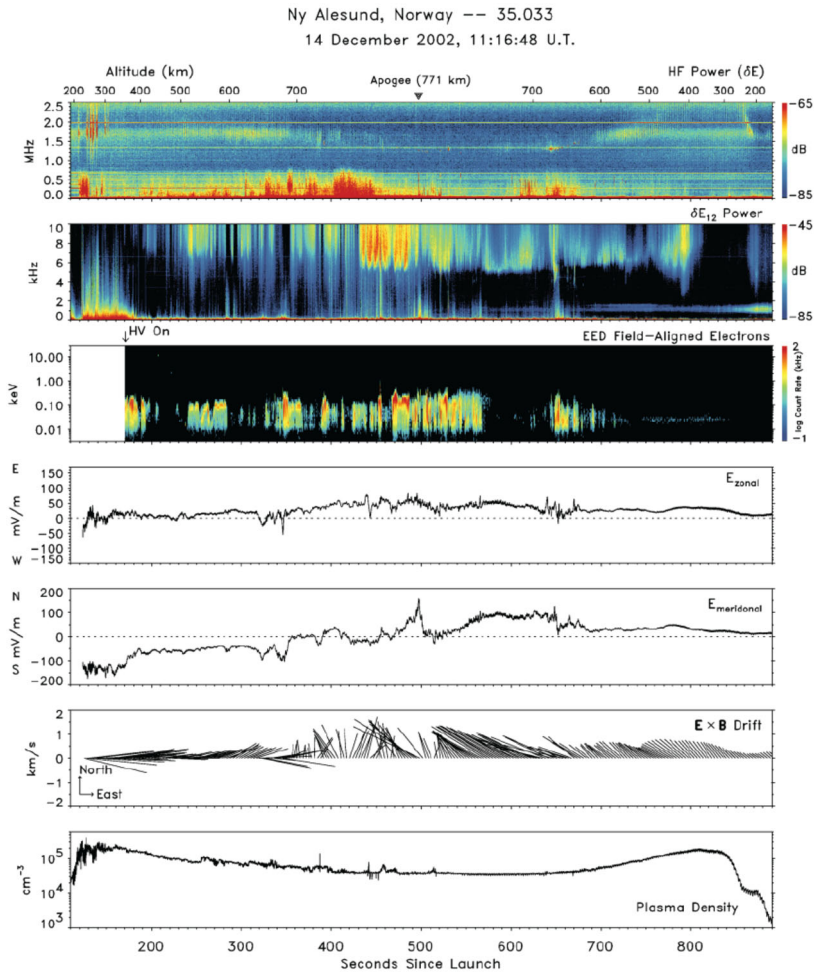 Ny Alesund, Norway -- 35.033
14 December 2002, 11:16:48 U.T.
Altitude (km)
Apogee (771 km)
HF Power (δE)
200 300 400 500 600 700 700 600 500 400 300 200
2.5
2.0
1.5
1.0
0.5
0.0
MHz
-65
dB
-85
δE12 Power
10
8
6
4
2
0
kHz
-45
dB
-85
↓HV On
EED Field-Aligned Electrons
10.00
1.00
0.10
0.01
keV
2
log Count Rate (kHz)
-1
E
mV/m
W
150
100
50
0
-50
-100
-150
Ezonal
N
mV/m
S
200
100
0
-100
-200
Emeridonal
2
1
0
-1
-2
km/s
E × B Drift
North
East
10^5
10^4
10^3
cm^-3
Plasma Density
200 300 400 500 600 700 800
Seconds Since Launch